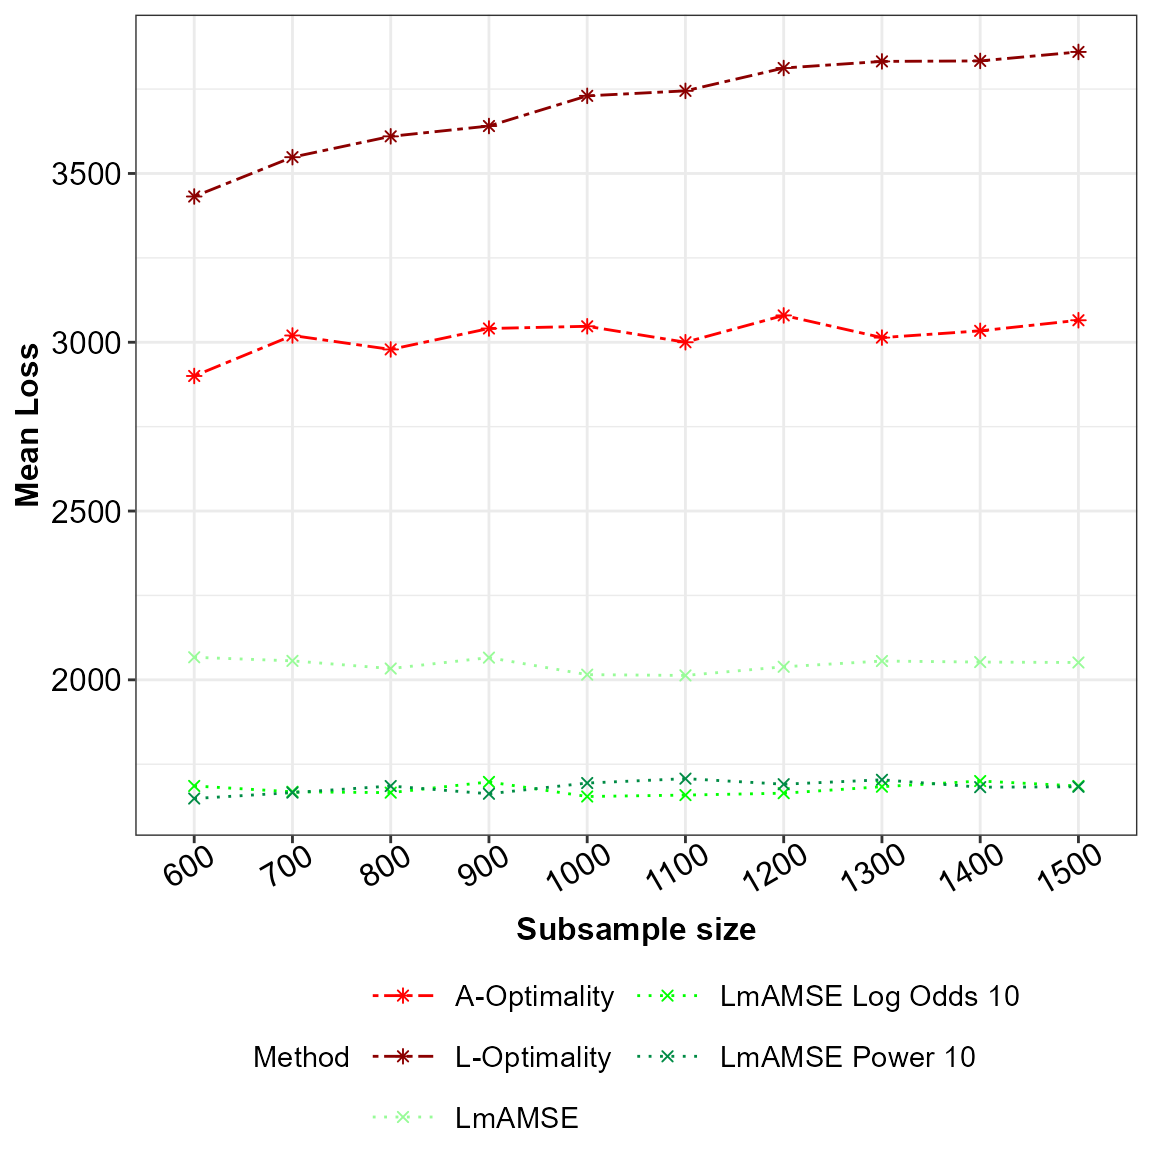 3500
3000
2500
2000
Mean Loss
600 700 800 900 1000 1100 1200 1300 1400 1500
Subsample size
Method
A-Optimality
L-Optimality
LmAMSE
LmAMSE Log Odds 10
LmAMSE Power 10